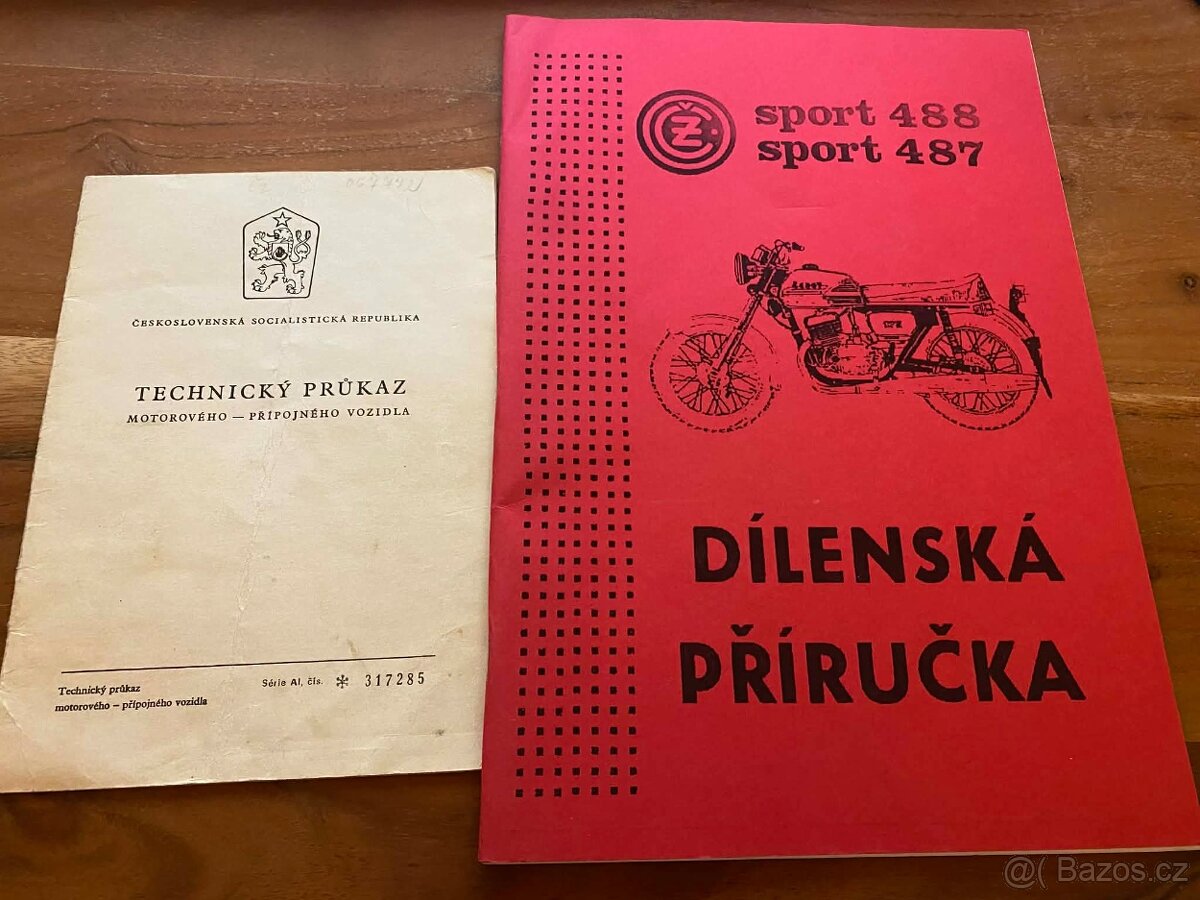 ČESKOSLOVENSKÁ SOCIALISTICKÁ REPUBLIKA
TECHNICKÝ PRŮKAZ
MOTOROVÉHO — PŘÍPOJNÉHO VOZIDLA
Technický průkaz
motorového – přípojného vozidla
Série AI, čís. * 317285
ČZ
sport 488
sport 487
DÍLENSKÁ
PŘÍRUČKA
@( Bazos.cz